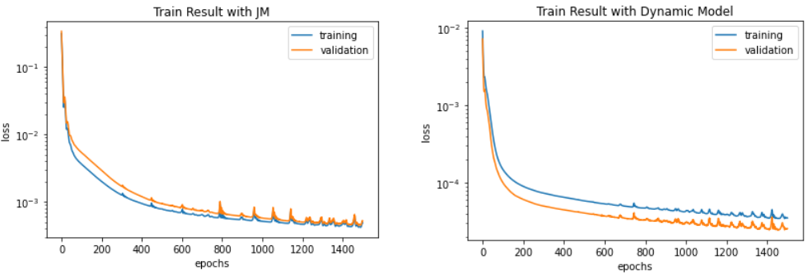 Train Result with JM
training
validation
10⁻¹
10⁻²
10⁻³
loss
0 200 400 600 800 1000 1200 1400
epochs
Train Result with Dynamic Model
training
validation
10⁻²
10⁻³
10⁻⁴
loss
0 200 400 600 800 1000 1200 1400
epochs